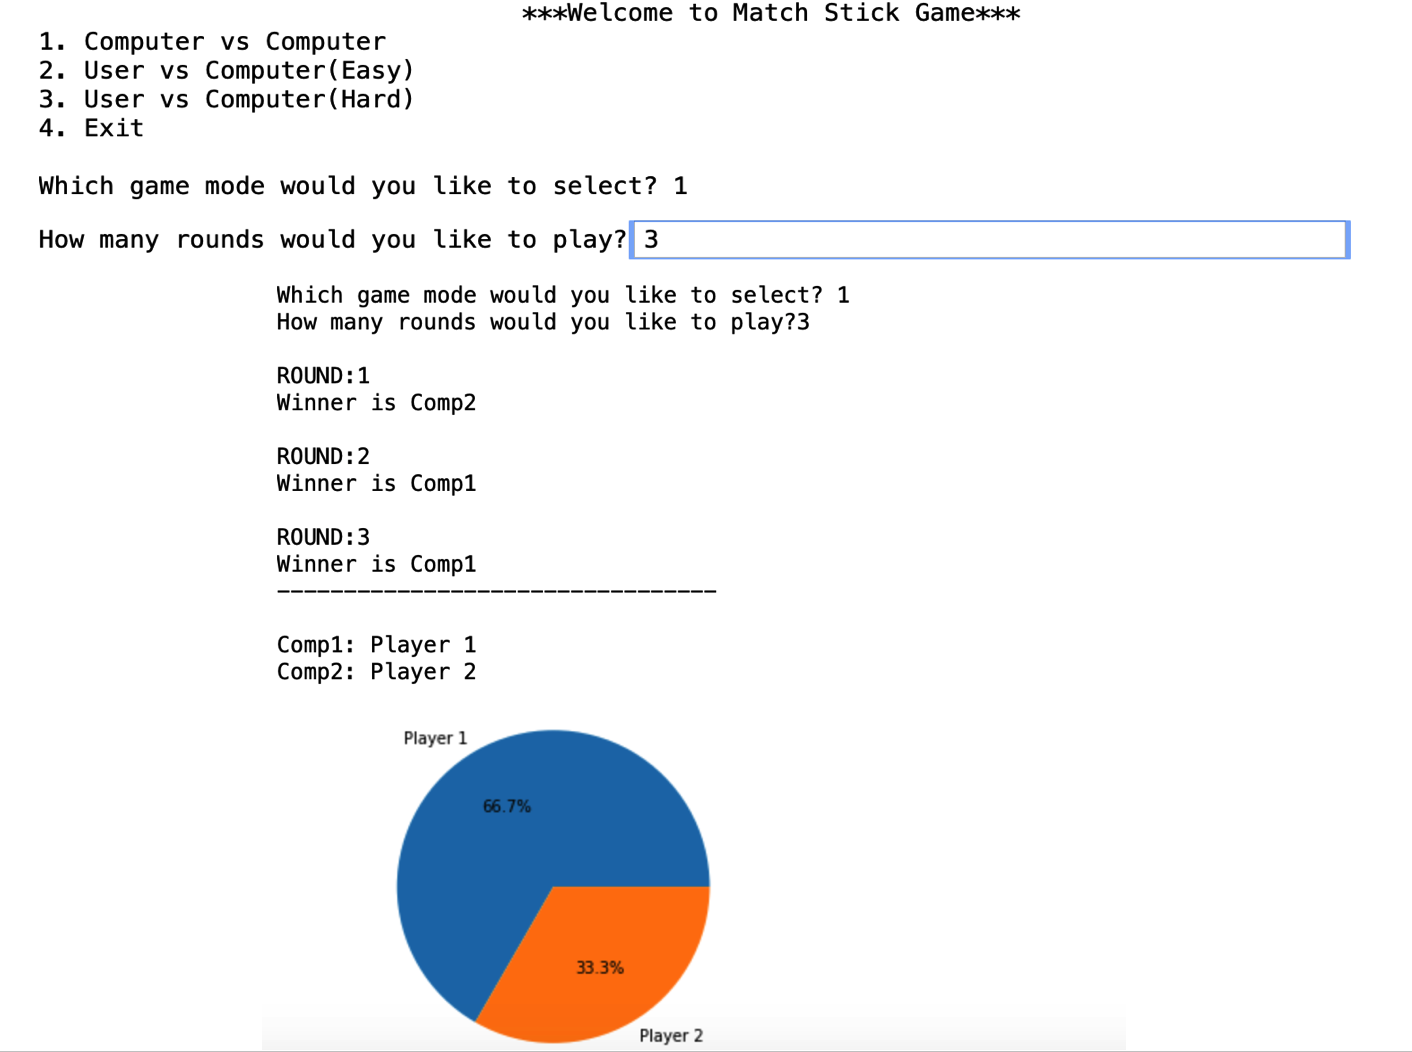 ***Welcome to Match Stick Game***
1. Computer vs Computer
2. User vs Computer(Easy)
3. User vs Computer(Hard)
4. Exit
Which game mode would you like to select? 1
How many rounds would you like to play? 3
Which game mode would you like to select? 1
How many rounds would you like to play?3
ROUND:1
Winner is Comp2
ROUND:2
Winner is Comp1
ROUND:3
Winner is Comp1
---------------------------------
Comp1: Player 1
Comp2: Player 2
Player 1
66.7%
33.3%
Player 2